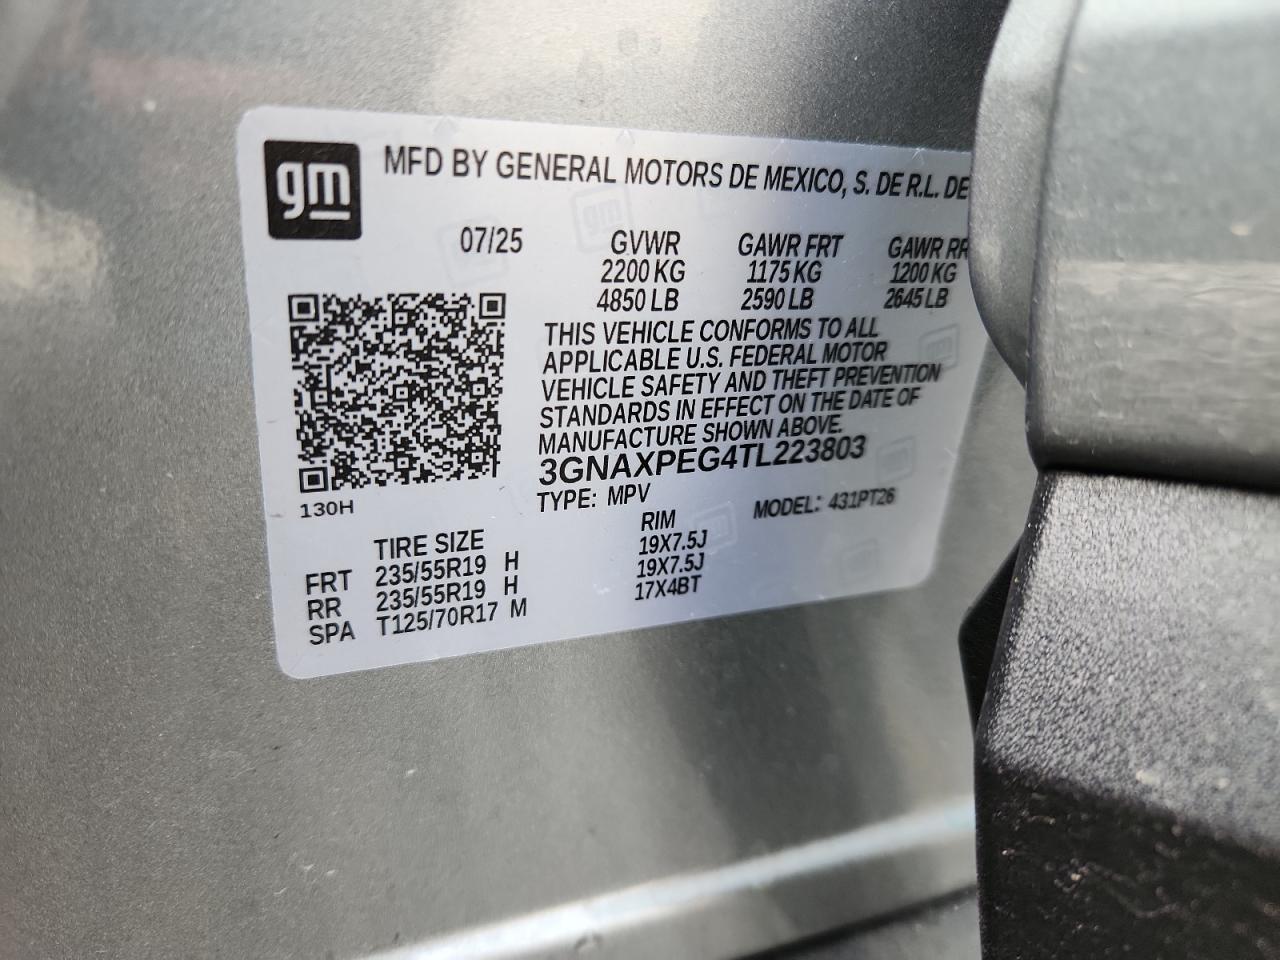 gm
MFD BY GENERAL MOTORS DE MEXICO, S. DE R.L. DE
07/25 GVWR GAWR FRT GAWR RR
2200 KG 1175 KG 1200 KG
4850 LB 2590 LB 2645 LB
THIS VEHICLE CONFORMS TO ALL
APPLICABLE U.S. FEDERAL MOTOR
VEHICLE SAFETY AND THEFT PREVENTION
STANDARDS IN EFFECT ON THE DATE OF
MANUFACTURE SHOWN ABOVE.
3GNAXPEG4TL223803
130H
TYPE: MPV MODEL: 431PT26
TIRE SIZE RIM
FRT 235/55R19 H 19X7.5J
RR 235/55R19 H 19X7.5J
SPA T125/70R17 M 17X4BT